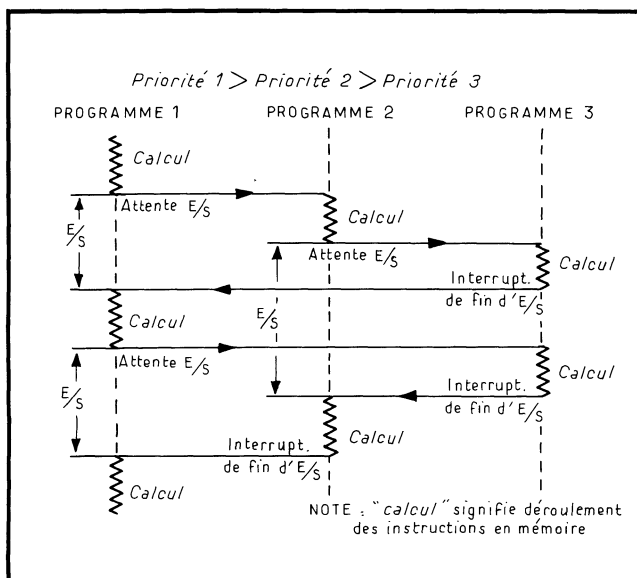 Priorité 1 > Priorité 2 > Priorité 3
PROGRAMME 1 PROGRAMME 2 PROGRAMME 3
Calcul
Attente E/S
Calcul
E/S
Attente E/S
Interrupt.
de fin d'E/S
Calcul
E/S
Calcul
Attente E/S
Calcul
E/S
Interrupt.
de fin d'E/S
Calcul
Interrupt.
de fin d'E/S
Calcul
NOTE : "calcul" signifie déroulement
des instructions en mémoire